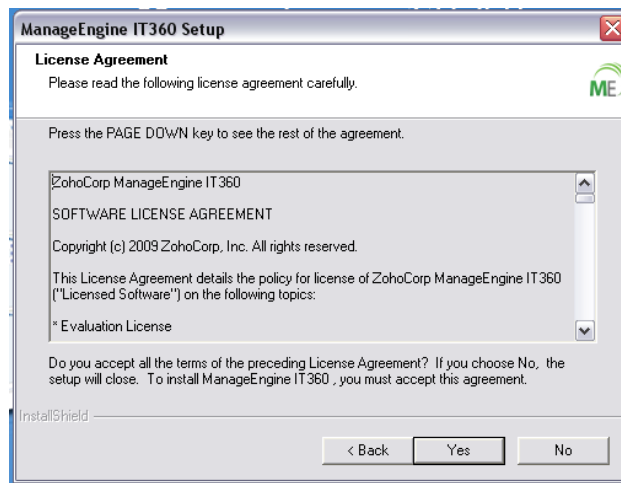 ManageEngine IT360 Setup
License Agreement
Please read the following license agreement carefully.
ME
Press the PAGE DOWN key to see the rest of the agreement.
ZohoCorp ManageEngine IT360
SOFTWARE LICENSE AGREEMENT
Copyright (c) 2009 ZohoCorp, Inc. All rights reserved.
This License Agreement details the policy for license of ZohoCorp ManageEngine IT360
("Licensed Software") on the following topics:
* Evaluation License
Do you accept all the terms of the preceding License Agreement? If you choose No, the
setup will close. To install ManageEngine IT360 , you must accept this agreement.
InstallShield
< Back Yes No